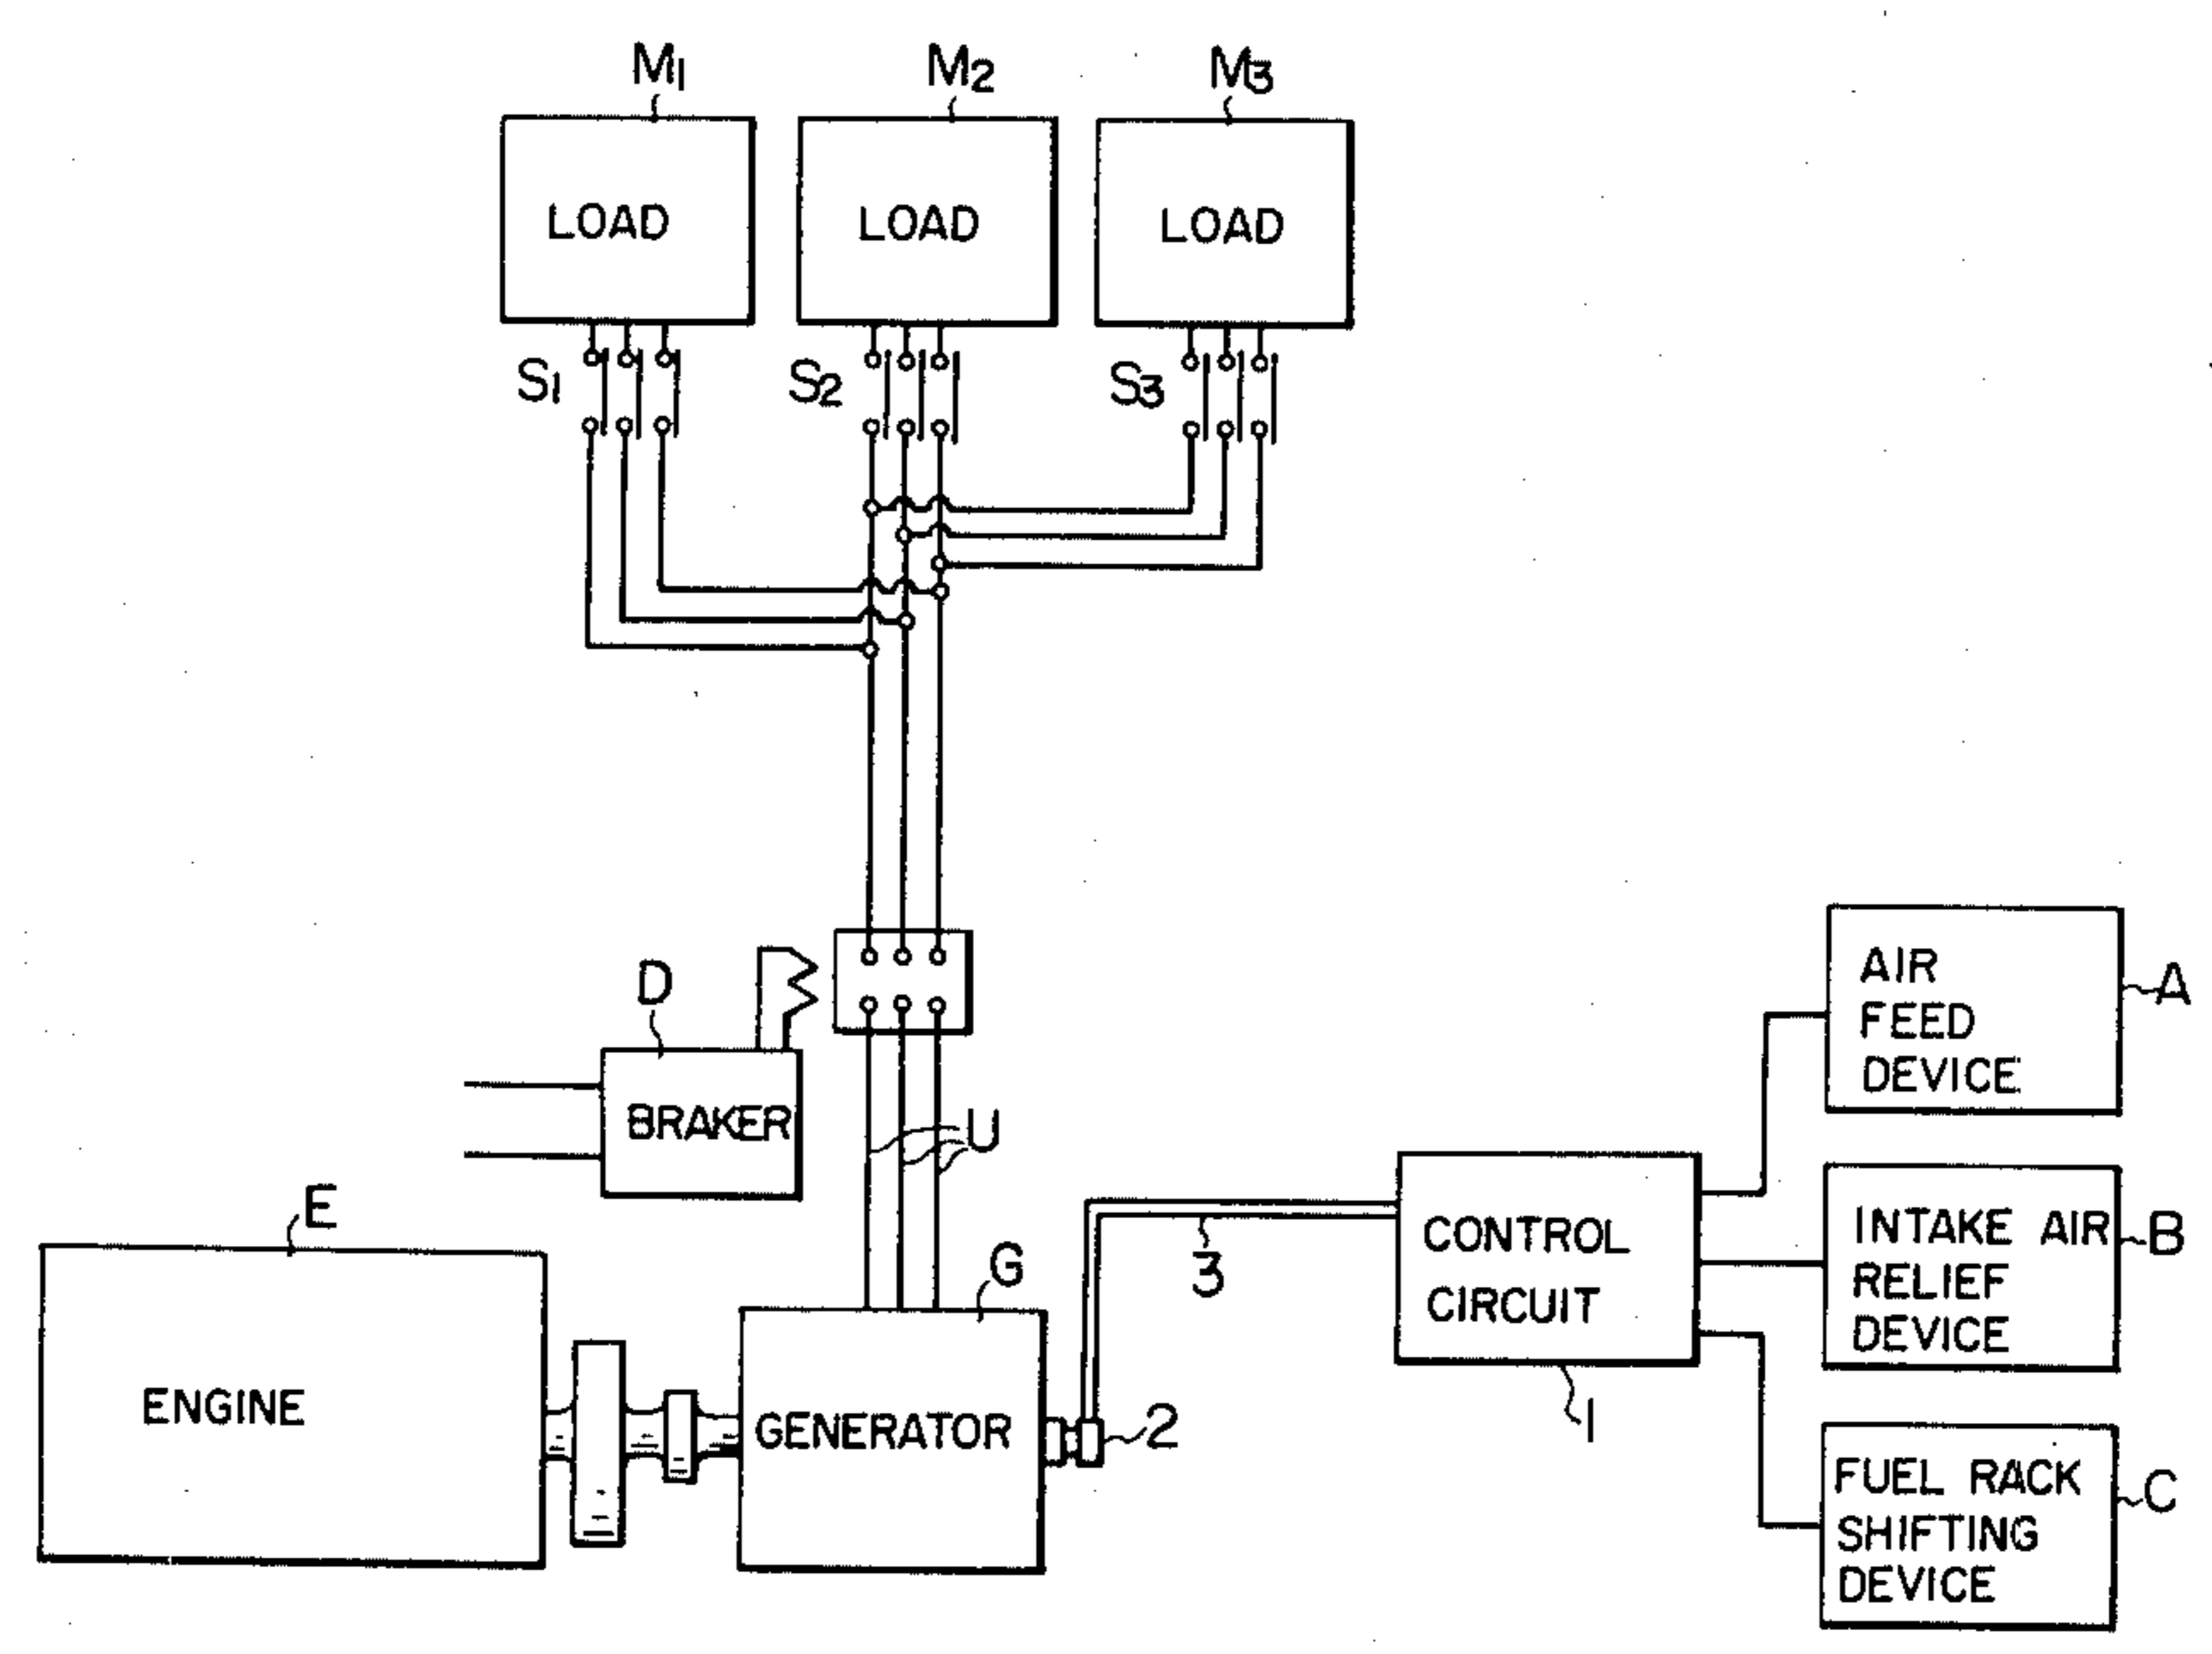 M1 M2 M3
LOAD LOAD LOAD
S1 S2 S3
D
BRAKER
U
A
AIR
FEED
DEVICE
E
ENGINE
G
GENERATOR
2
3
CONTROL
CIRCUIT
1
B
INTAKE AIR
RELIEF
DEVICE
C
FUEL RACK
SHIFTING
DEVICE